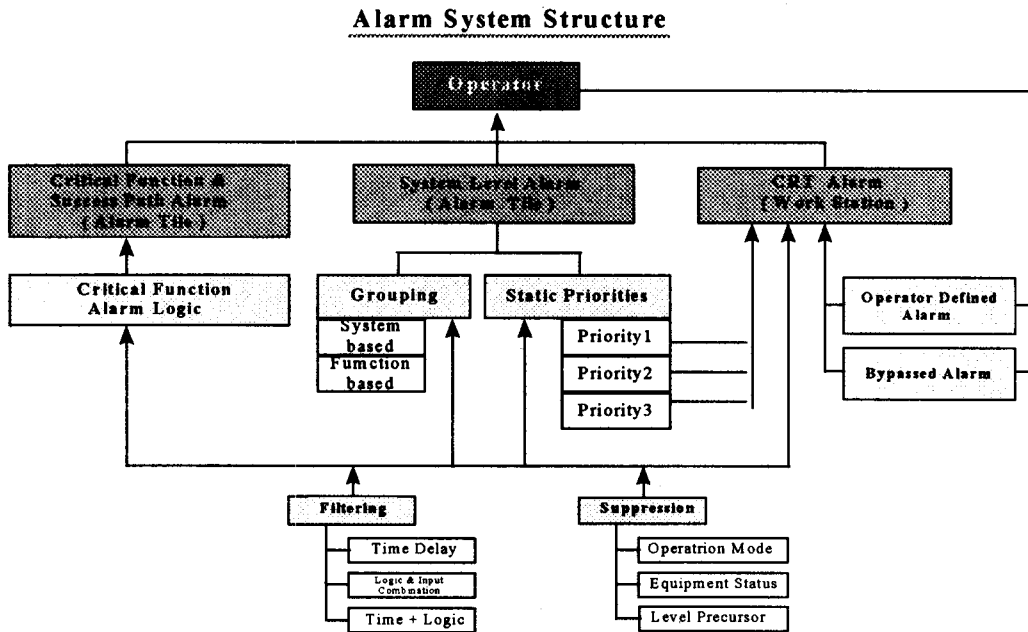 Alarm System Structure
Operator
Critical Function &
Success Path Alarm
( Alarm Tile )
System Level Alarm
( Alarm Tile )
CRT Alarm
( Work Station )
Critical Function
Alarm Logic
Grouping
System
based
Fumction
based
Static Priorities
Priority1
Priority2
Priority3
Operator Defined
Alarm
Bypassed Alarm
Filtering
Time Delay
Logic & Input
Combination
Time + Logic
Suppression
Operatrion Mode
Equipment Status
Level Precursor